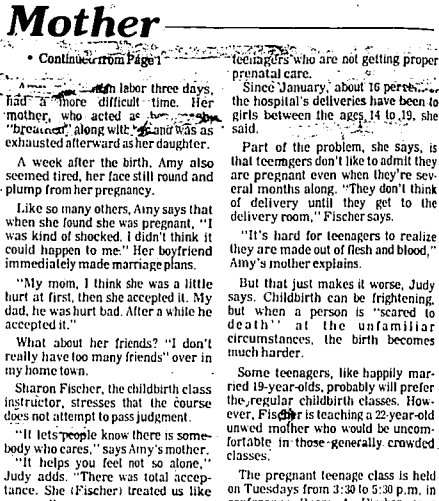 Mother
• Continued from Page 1
in labor three days,
had a more difficult time. Her
mother, who acted as
"breathed" along with and was as
exhausted afterward as her daughter.
A week after the birth, Amy also
seemed tired, her face still round and
plump from her pregnancy.
Like so many others, Amy says that
when she found she was pregnant, "I
was kind of shocked. I didn't think it
could happen to me." Her boyfriend
immediately made marriage plans.
"My mom, I think she was a little
hurt at first, then she accepted it. My
dad, he was hurt bad. After a while he
accepted it."
What about her friends? "I don't
really have too many friends" over in
my home town.
Sharon Fischer, the childbirth class
instructor, stresses that the course
does not attempt to pass judgment.
"It lets people know there is some-
body who cares," says Amy's mother.
"It helps you feel not so alone,"
Judy adds. "There was total accep-
tance. She (Fischer) treated us like
teenagers who are not getting proper
prenatal care.
Since January, about 16 percent of
the hospital's deliveries have been to
girls between the ages 14 to 19, she
said.
Part of the problem, she says, is
that teenagers don't like to admit they
are pregnant even when they're sev-
eral months along. "They don't think
of delivery until they get to the
delivery room," Fischer says.
"It's hard for teenagers to realize
they are made out of flesh and blood,"
Amy's mother explains.
But that just makes it worse, Judy
says. Childbirth can be frightening,
but when a person is "scared to
death" at the unfamiliar
circumstances, the birth becomes
much harder.
Some teenagers, like happily mar-
ried 19-year-olds, probably will prefer
the regular childbirth classes. How-
ever, Fischer is teaching a 22-year-old
unwed mother who would be uncom-
fortable in those generally crowded
classes.
The pregnant teenage class is held
on Tuesdays from 3:30 to 5:30 p.m. in